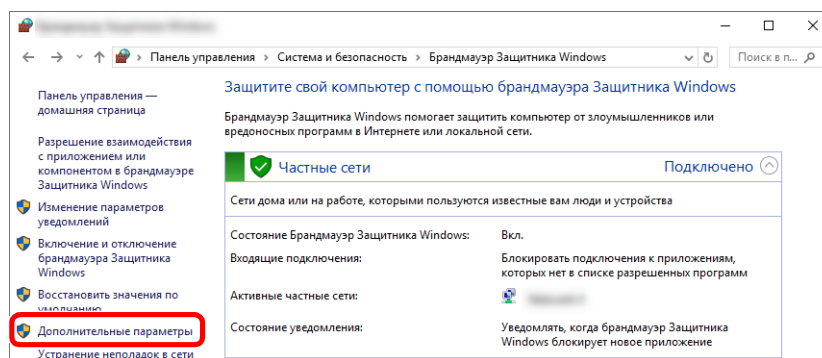 Панель управления › Система и безопасность › Брандмауэр Защитника Windows
Поиск в п...
Панель управления —
домашняя страница
Разрешение взаимодействия
с приложением или
компонентом в брандмауэре
Защитника Windows
Изменение параметров
уведомлений
Включение и отключение
брандмауэра Защитника
Windows
Восстановить значения по
умолчанию
Дополнительные параметры
Устранение неполадок в сети
Защитите свой компьютер с помощью брандмауэра Защитника Windows
Брандмауэр Защитника Windows помогает защитить компьютер от злоумышленников или
вредоносных программ в Интернете или локальной сети.
Частные сети
Подключено
Сети дома или на работе, которыми пользуются известные вам люди и устройства
Состояние Брандмауэр Защитника Windows:
Вкл.
Входящие подключения:
Блокировать подключения к приложениям,
которых нет в списке разрешенных программ
Активные частные сети:
Состояние уведомления:
Уведомлять, когда брандмауэр Защитника
Windows блокирует новое приложение